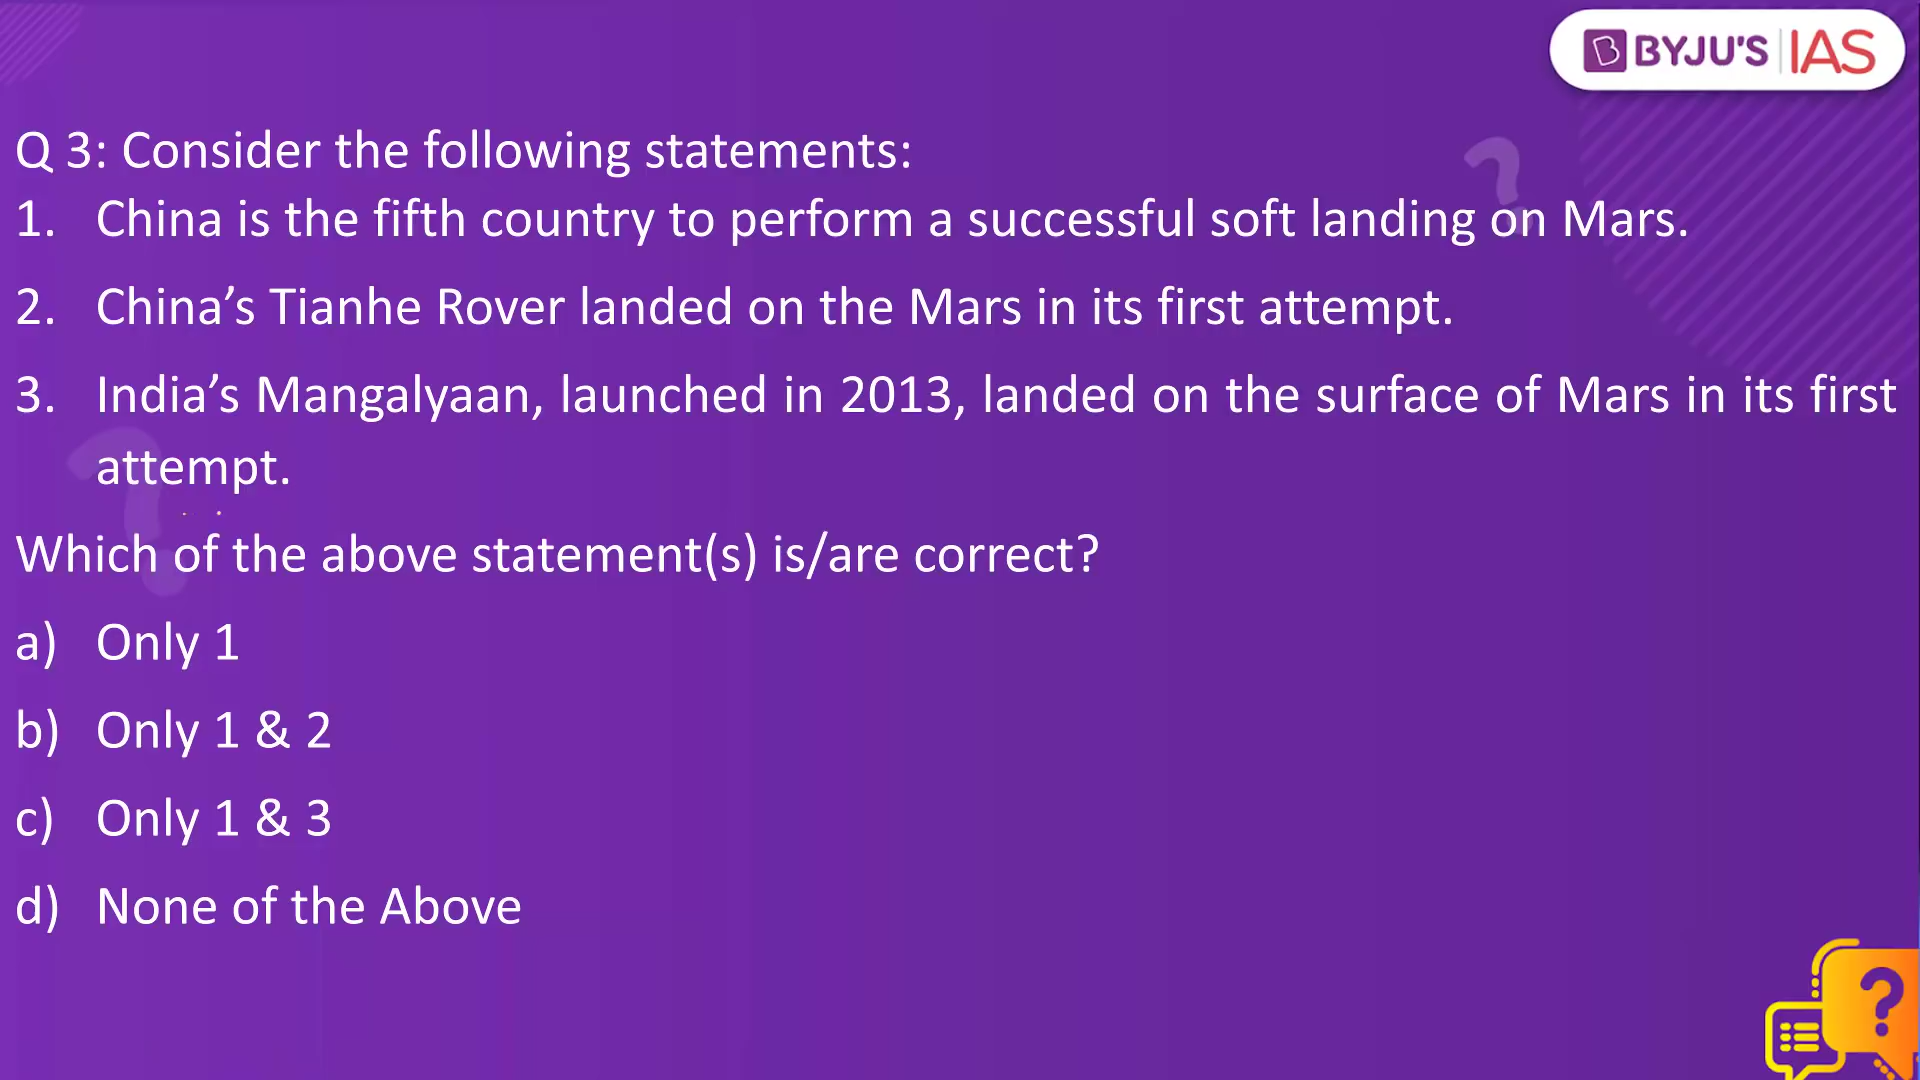 BYJU'S IAS
Q 3: Consider the following statements:
1. China is the fifth country to perform a successful soft landing on Mars.
2. China’s Tianhe Rover landed on the Mars in its first attempt.
3. India’s Mangalyaan, launched in 2013, landed on the surface of Mars in its first
attempt.
Which of the above statement(s) is/are correct?
a) Only 1
b) Only 1 & 2
c) Only 1 & 3
d) None of the Above